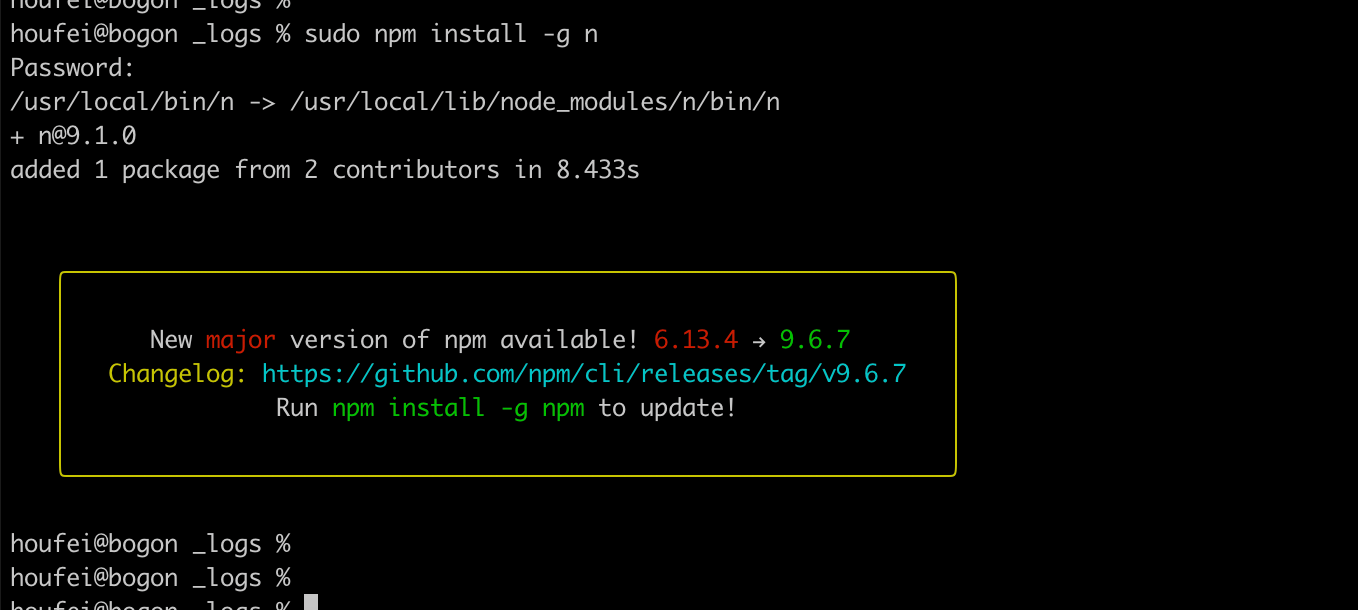 houfei@bogon _logs %
houfei@bogon _logs % sudo npm install -g n
Password:
/usr/local/bin/n -> /usr/local/lib/node_modules/n/bin/n
+ n@9.1.0
added 1 package from 2 contributors in 8.433s
New major version of npm available! 6.13.4 → 9.6.7
Changelog: https://github.com/npm/cli/releases/tag/v9.6.7
Run npm install -g npm to update!
houfei@bogon _logs %
houfei@bogon _logs %
houfei@bogon _logs %